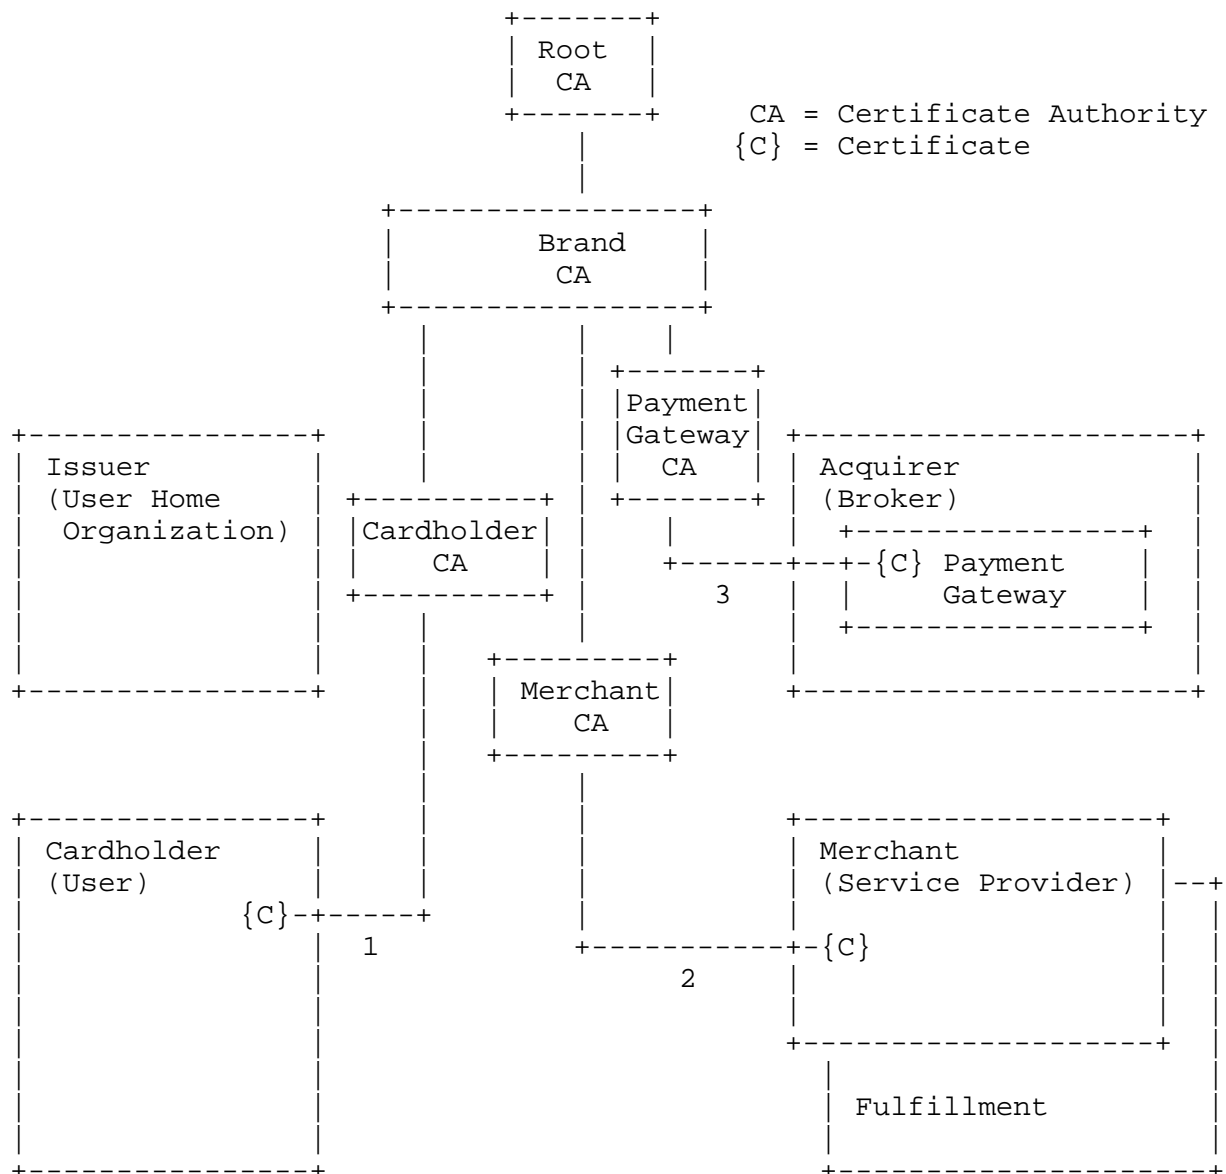 Root
CA
CA = Certificate Authority
{C} = Certificate
Brand
CA
Payment
Gateway
CA
Issuer
(User Home
Organization)
Cardholder
CA
Acquirer
(Broker)
{C} Payment
Gateway
3
Merchant
CA
Cardholder
(User)
{C}
1
Merchant
(Service Provider)
{C}
2
Fulfillment